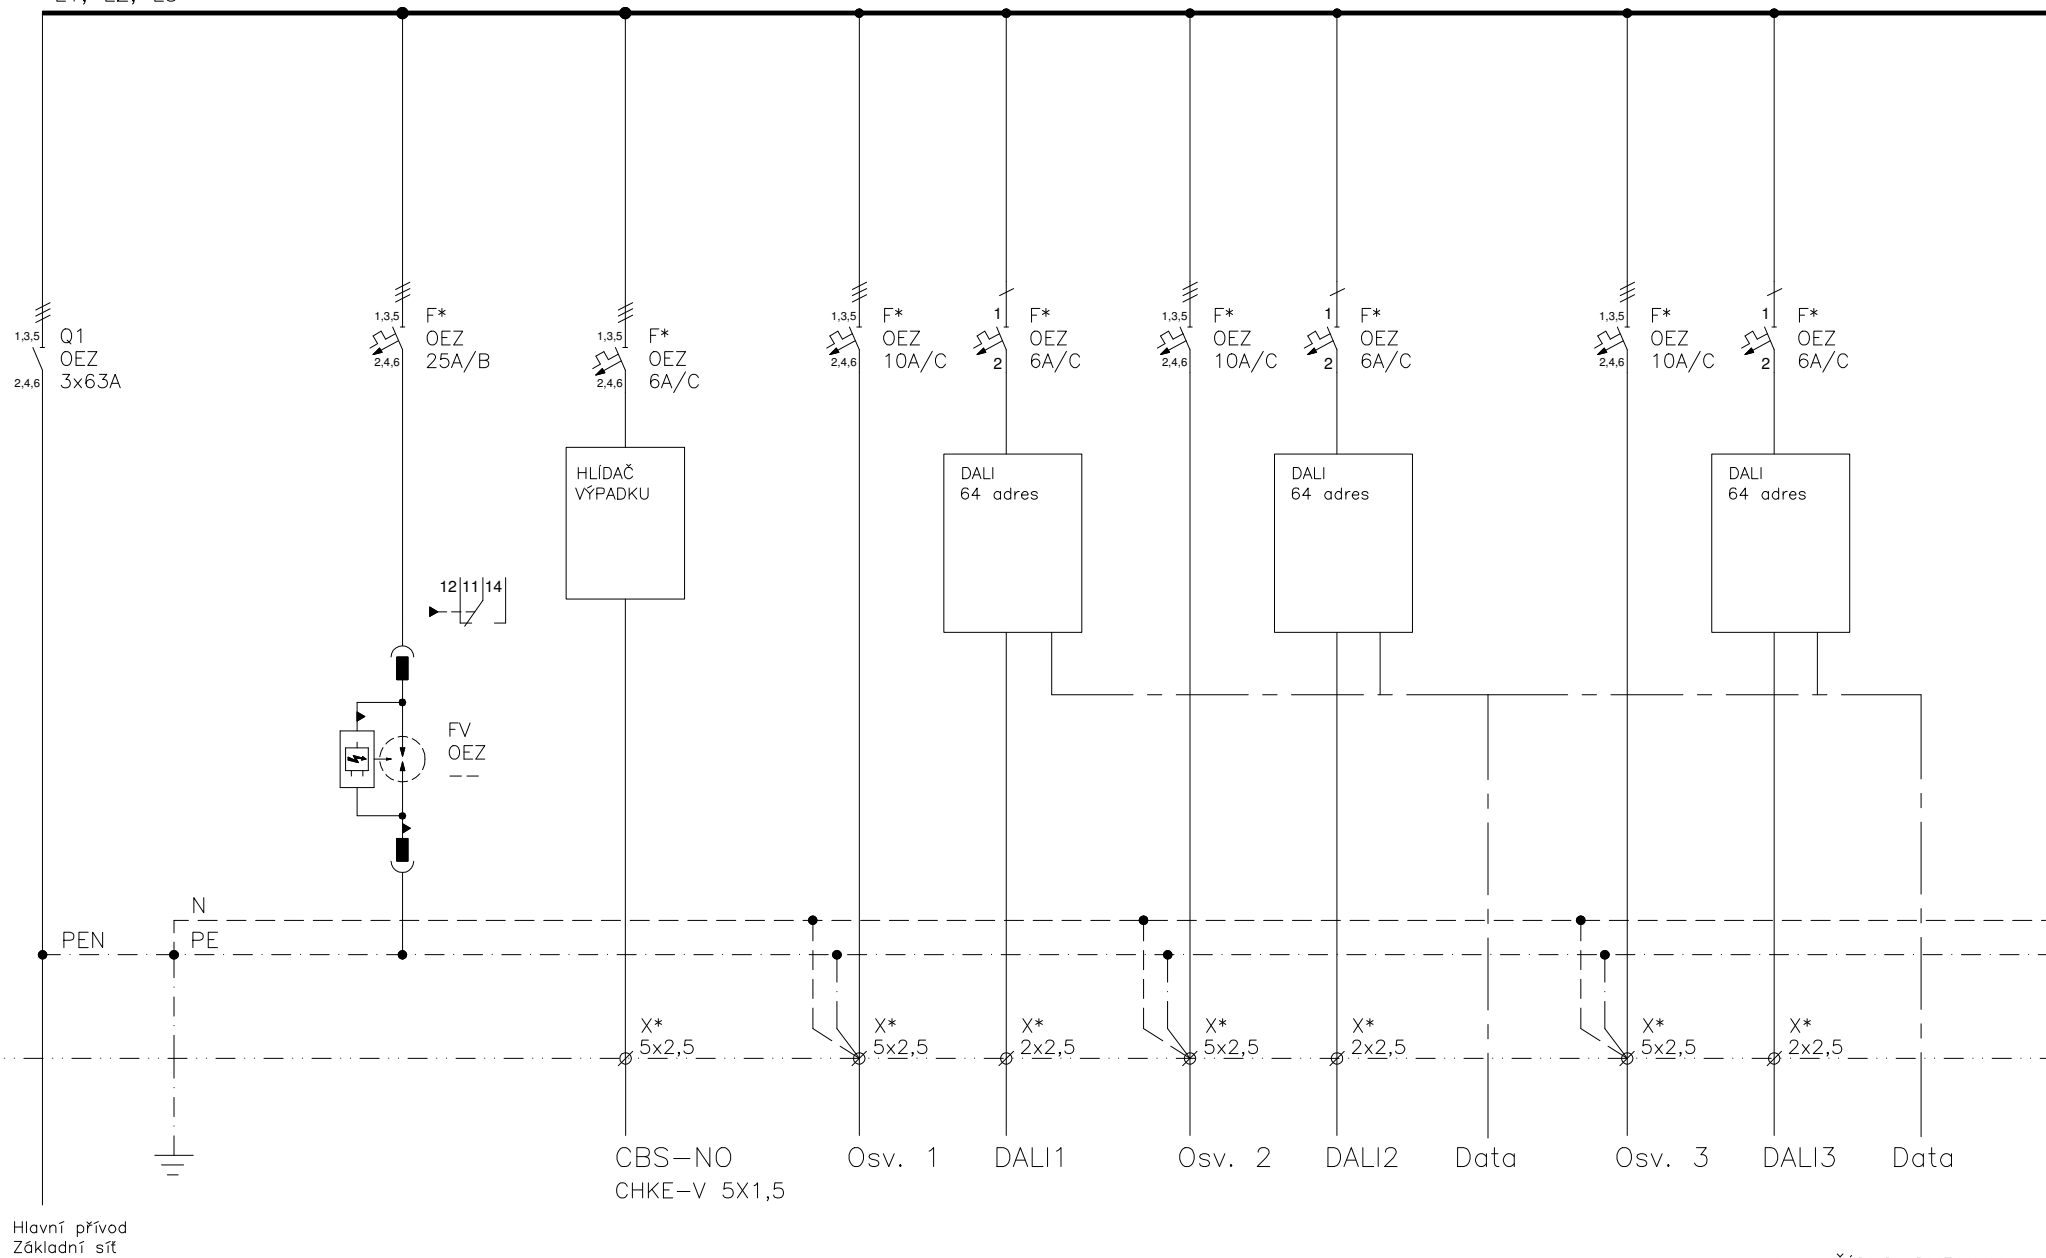 L1, L2, L3
1,3,5
Q1
OEZ
2,4,6
3x63A
1,3,5
F*
OEZ
2,4,6
25A/B
1,3,5
F*
OEZ
2,4,6
6A/C
1,3,5
F*
OEZ
2,4,6
10A/C
1
F*
OEZ
2
6A/C
1,3,5
F*
OEZ
2,4,6
10A/C
1
F*
OEZ
2
6A/C
1,3,5
F*
OEZ
2,4,6
10A/C
1
F*
OEZ
2
6A/C
HLÍDAČ
VÝPADKU
DALI
64 adres
DALI
64 adres
DALI
64 adres
12 11 14
FV
OEZ
--
N
PEN
PE
X*
5x2,5
X*
5x2,5
X*
2x2,5
X*
5x2,5
X*
2x2,5
X*
5x2,5
X*
2x2,5
CBS-NO
CHKE-V 5X1,5
Osv. 1
DALI1
Osv. 2
DALI2
Data
Osv. 3
DALI3
Data
Hlavní přívod
Základní síť